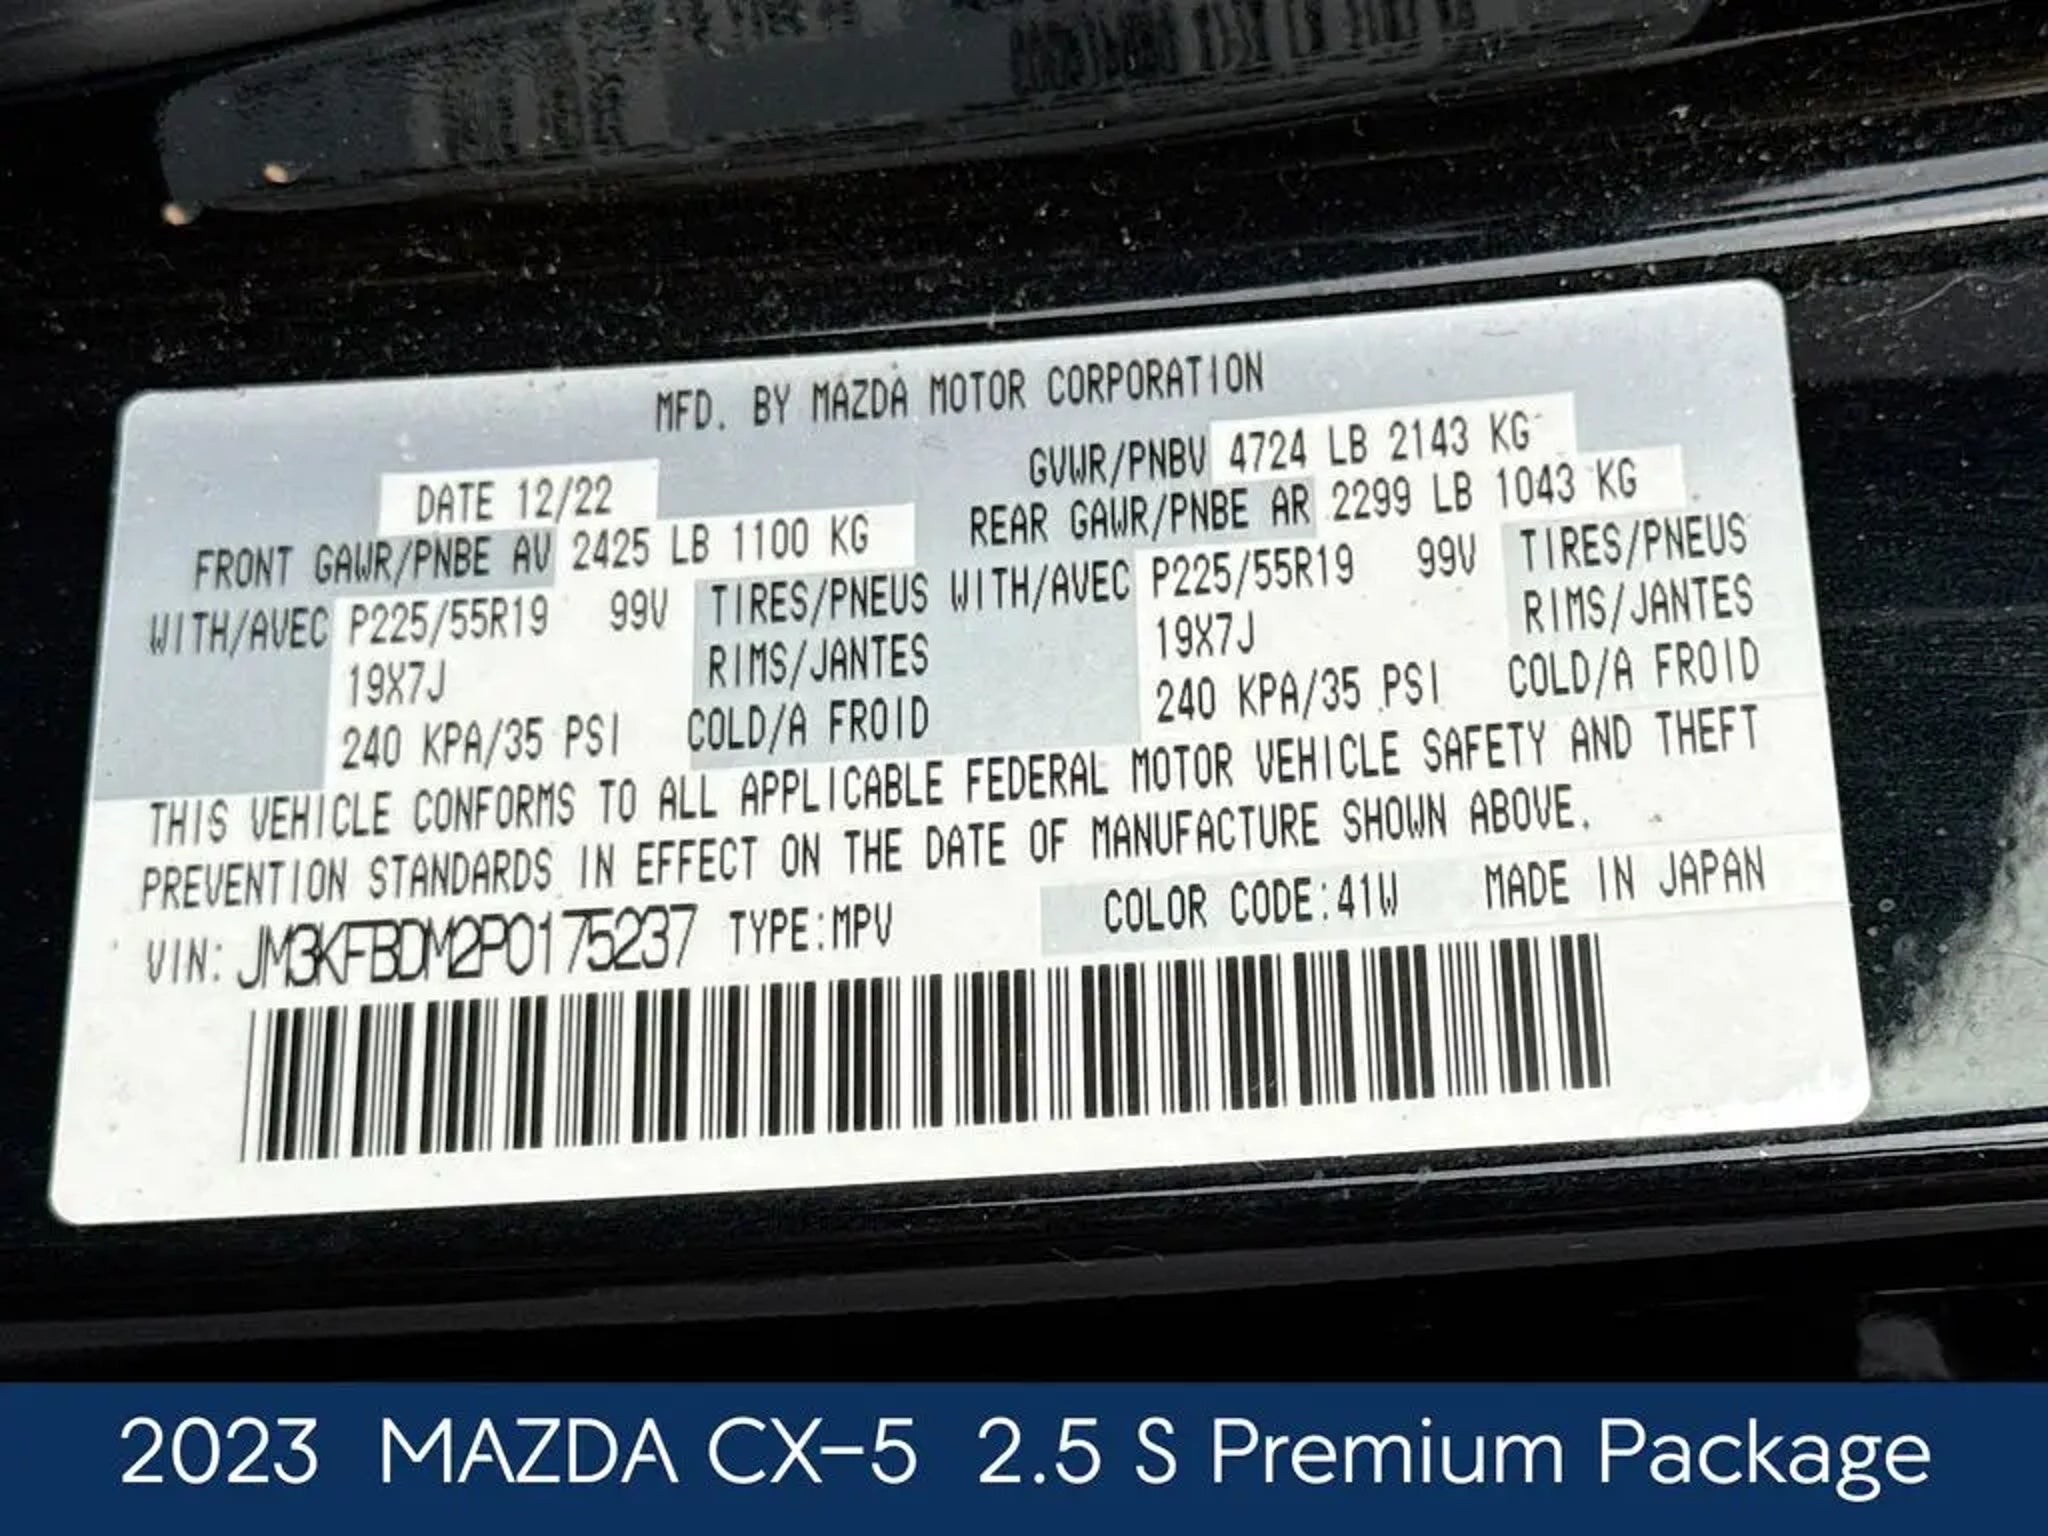 MFD. BY MAZDA MOTOR CORPORATION
DATE 12/22 GVWR/PNBV 4724 LB 2143 KG
FRONT GAWR/PNBE AV 2425 LB 1100 KG REAR GAWR/PNBE AR 2299 LB 1043 KG
WITH/AVEC P225/55R19 99V TIRES/PNEUS WITH/AVEC P225/55R19 99V TIRES/PNEUS
19X7J RIMS/JANTES 19X7J RIMS/JANTES
240 KPA/35 PSI COLD/A FROID 240 KPA/35 PSI COLD/A FROID
THIS VEHICLE CONFORMS TO ALL APPLICABLE FEDERAL MOTOR VEHICLE SAFETY AND THEFT
PREVENTION STANDARDS IN EFFECT ON THE DATE OF MANUFACTURE SHOWN ABOVE.
VIN: JM3KFBDM2P0175237 TYPE:MPV COLOR CODE:41W MADE IN JAPAN
2023 MAZDA CX-5 2.5 S Premium Package